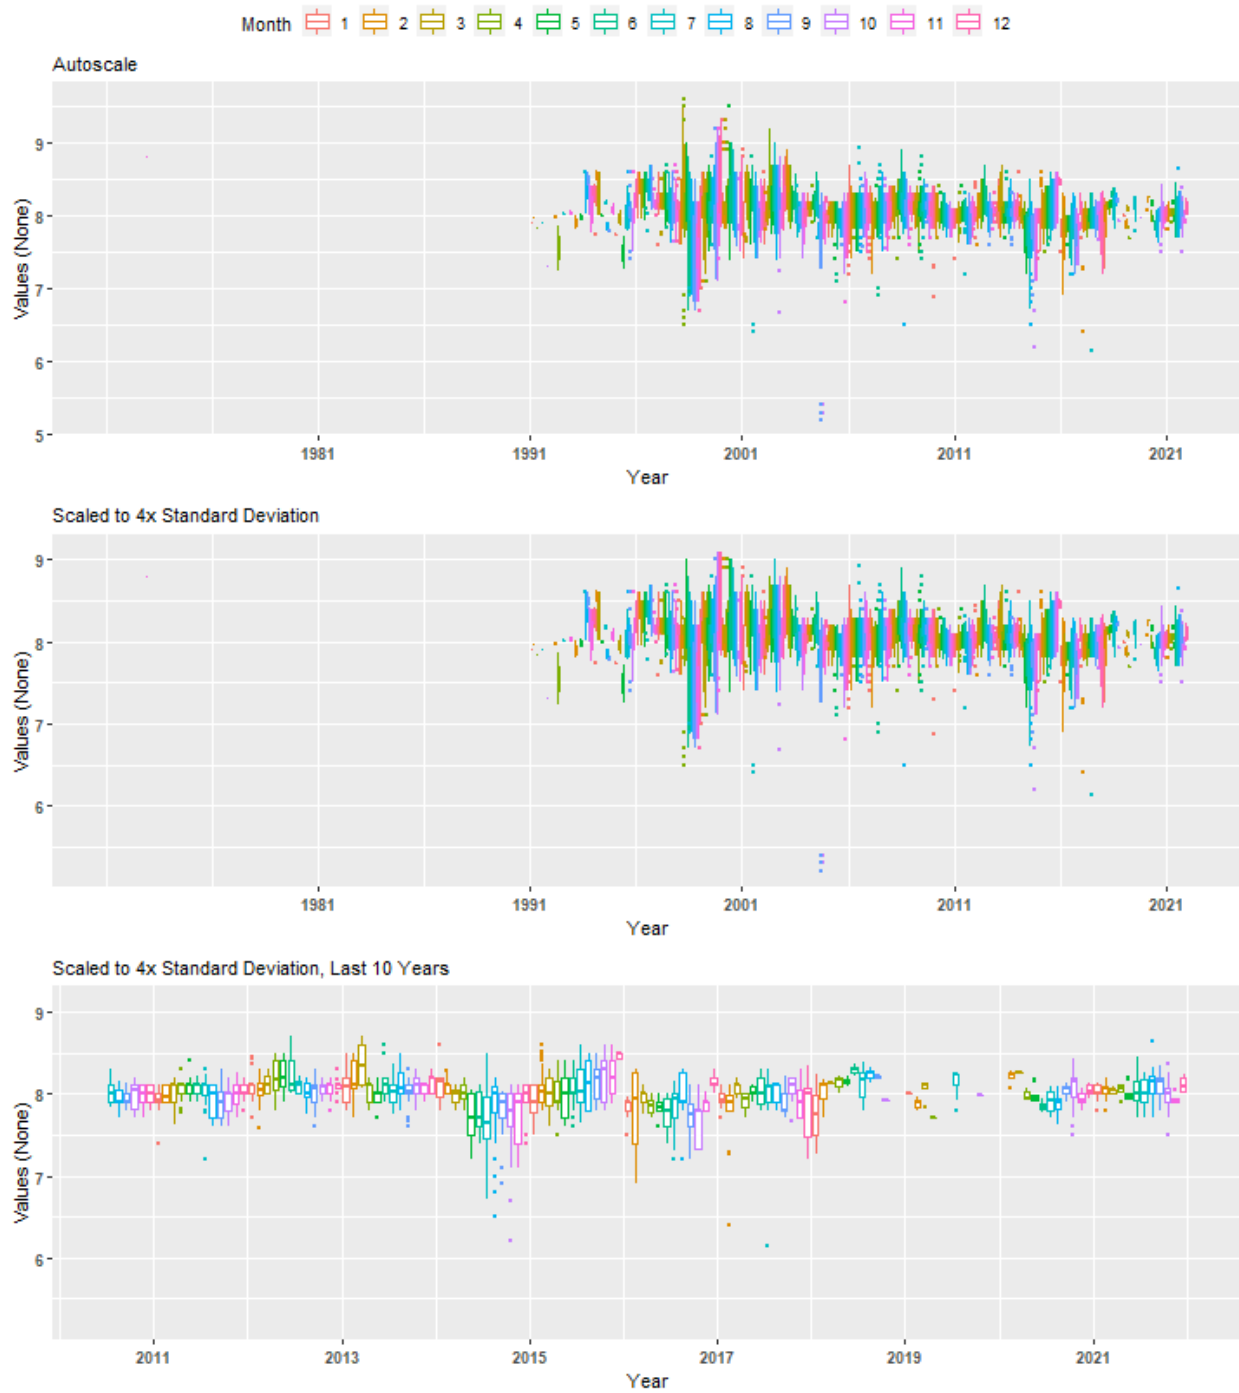 Month 1 2 3 4 5 6 7 8 9 10 11 12
Autoscale
Values (None)
9
8
7
6
5
1981 1991 2001 2011 2021
Year
Scaled to 4x Standard Deviation
Values (None)
9
8
7
6
1981 1991 2001 2011 2021
Year
Scaled to 4x Standard Deviation, Last 10 Years
Values (None)
9
8
7
6
2011 2013 2015 2017 2019 2021
Year